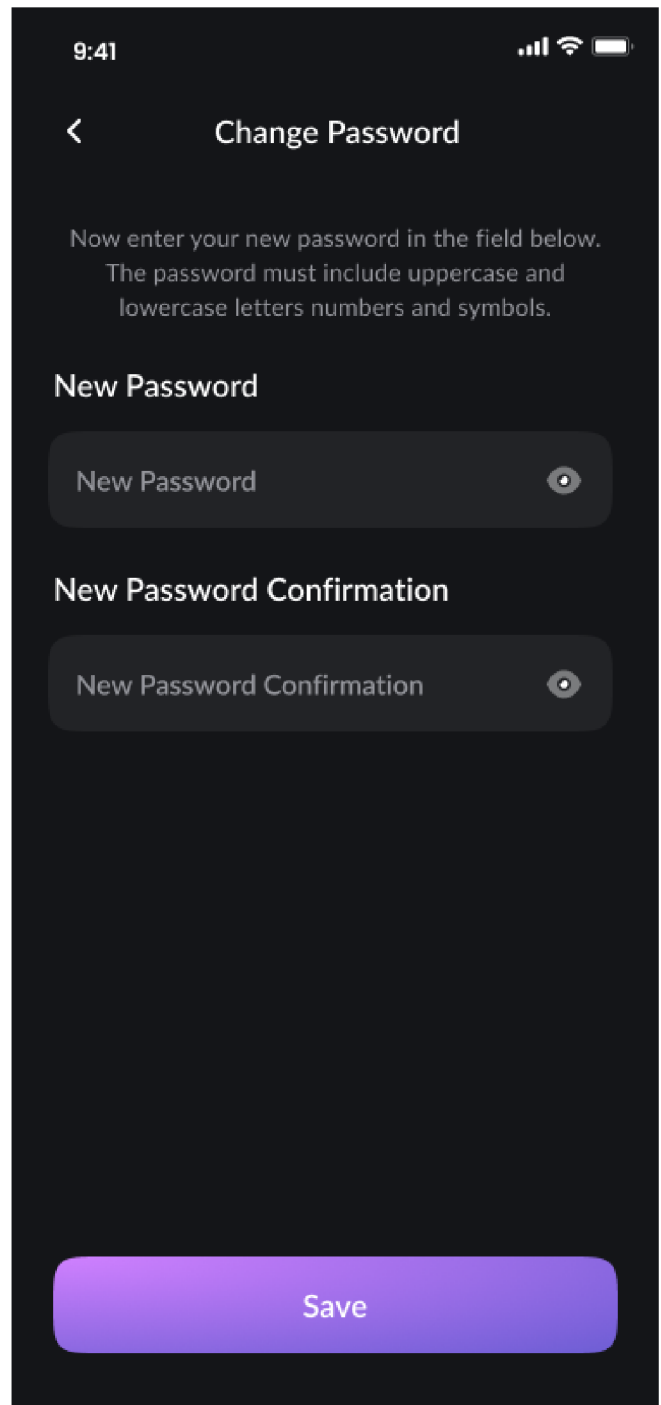 9:41
Change Password
Now enter your new password in the field below.
The password must include uppercase and
lowercase letters numbers and symbols.
New Password
New Password
New Password Confirmation
New Password Confirmation
Save